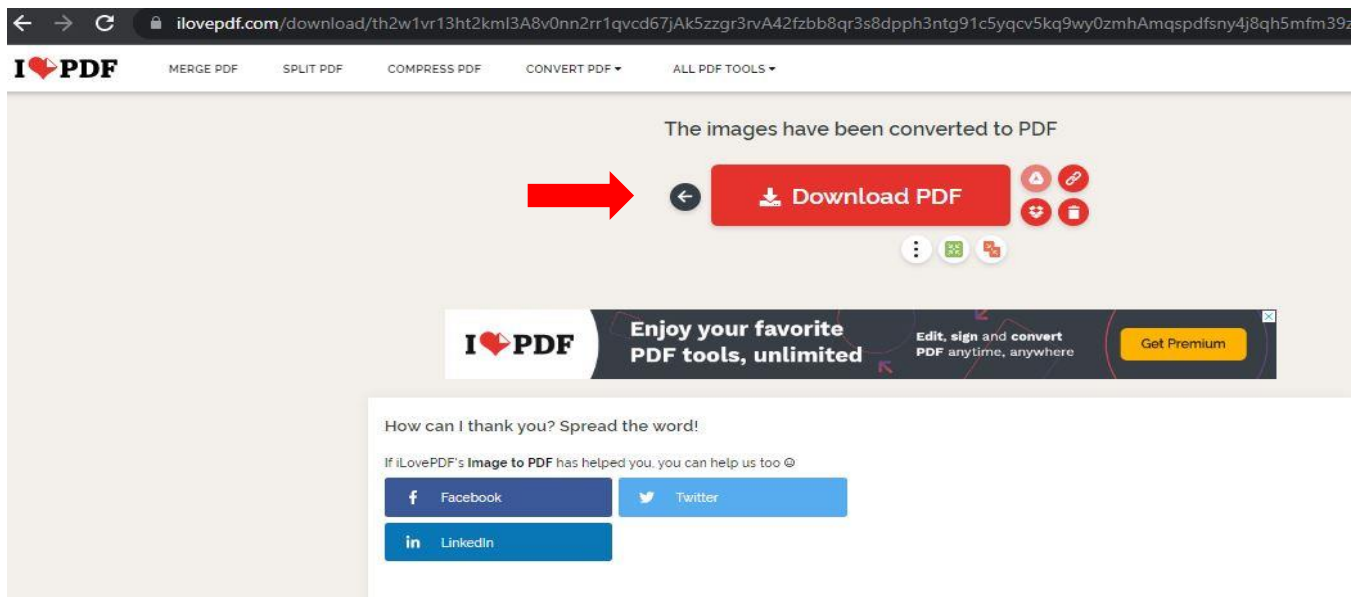 ilovepdf.com/download/th2w1vr13ht2kml3A8v0nn2rr1qvcd67jAk5zzgr3rvA42fzbb8qr3s8dpph3ntg91c5yqcv5kq9wy0zmhAmqspdfsny4j8qh5mfm39z
I PDF MERGE PDF SPLIT PDF COMPRESS PDF CONVERT PDF ALL PDF TOOLS
The images have been converted to PDF
Download PDF
I PDF
Enjoy your favorite
PDF tools, unlimited
Edit, sign and convert
PDF anytime, anywhere
Get Premium
How can I thank you? Spread the word!
If iLovePDF's Image to PDF has helped you, you can help us too ☺
Facebook
Twitter
LinkedIn